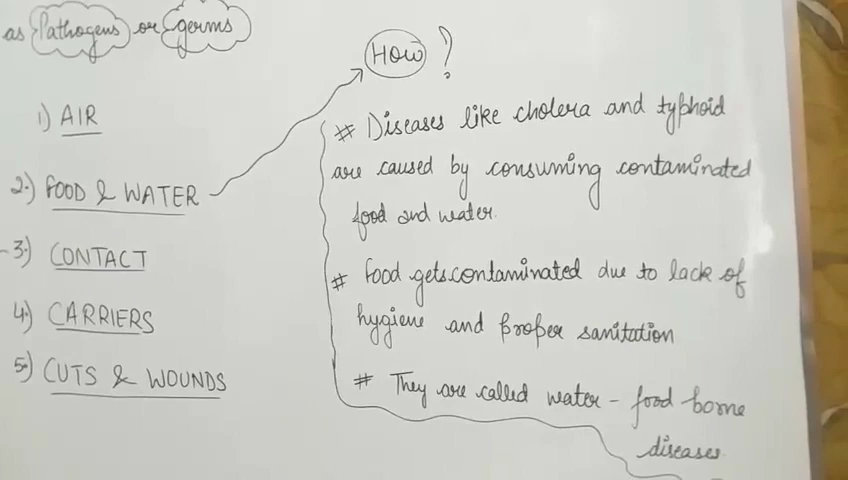 as Pathogens or germs
1) AIR
2.) FOOD & WATER
3.) CONTACT
4.) CARRIERS
5.) CUTS & WOUNDS
How ?
# Diseases like cholera and typhoid
are caused by consuming contaminated
food and water.
# Food gets contaminated due to lack of
hygiene and proper sanitation
# They are called water - food borne
diseases